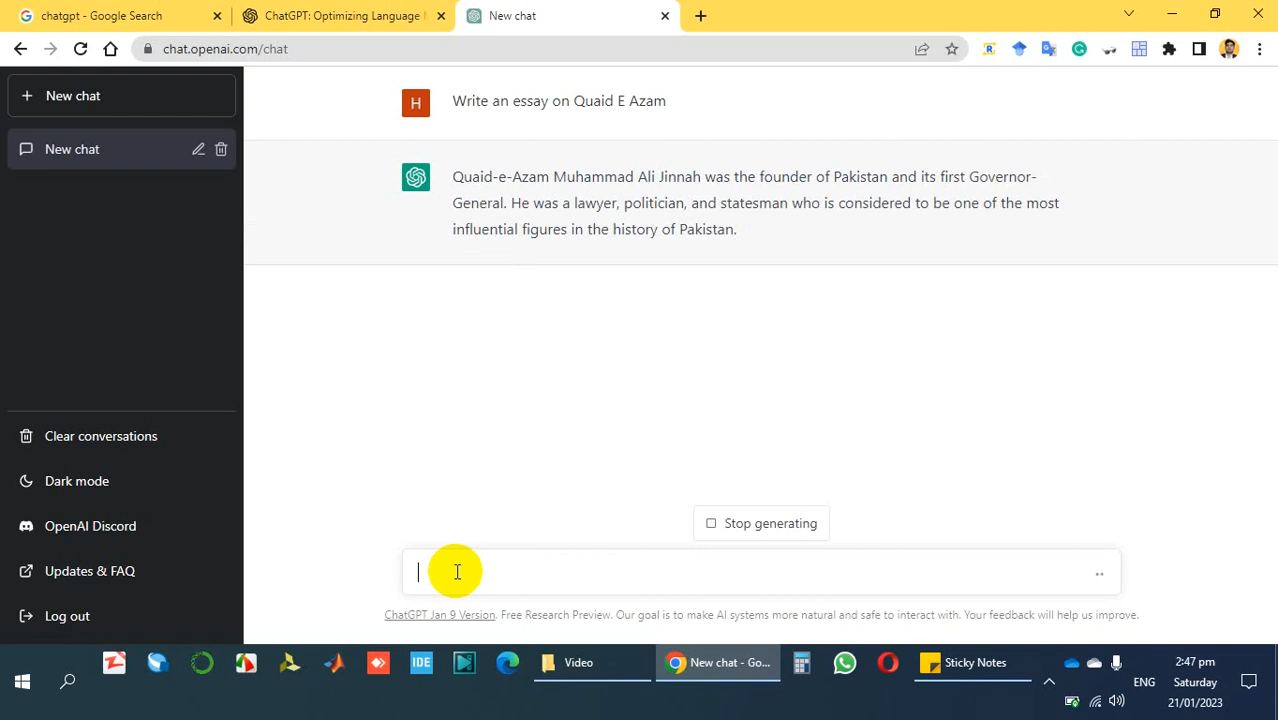 chatgpt - Google Search
ChatGPT: Optimizing Language
New chat
chat.openai.com/chat
New chat
New chat
H
Write an essay on Quaid E Azam
Quaid-e-Azam Muhammad Ali Jinnah was the founder of Pakistan and its first Governor-
General. He was a lawyer, politician, and statesman who is considered to be one of the most
influential figures in the history of Pakistan.
Clear conversations
Dark mode
OpenAI Discord
Updates & FAQ
Log out
Stop generating
ChatGPT Jan 9 Version. Free Research Preview. Our goal is to make AI systems more natural and safe to interact with. Your feedback will help us improve.
IDE
Video
New chat - Go...
Sticky Notes
ENG
2:47 pm
Saturday
21/01/2023